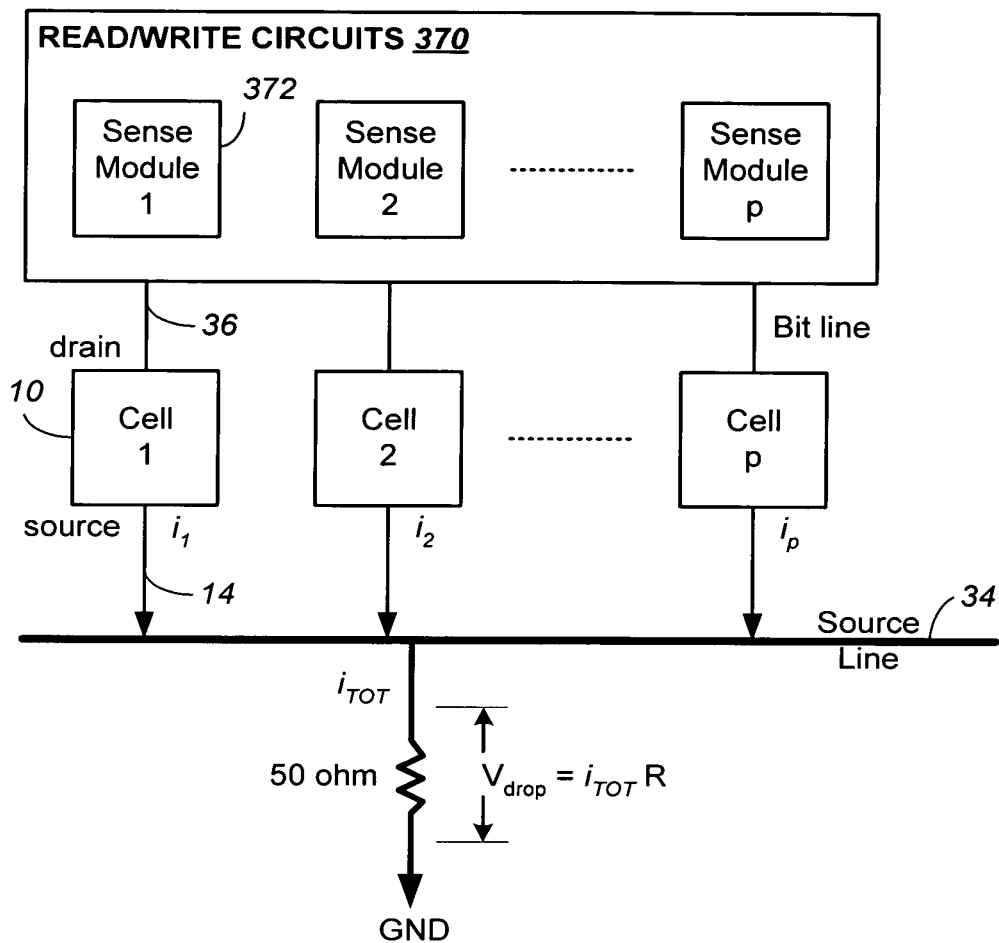 READ/WRITE CIRCUITS 370
372
Sense
Module
1
Sense
Module
2
Sense
Module
p
36
drain
Bit line
10
Cell
1
Cell
2
Cell
p
source
i1
i2
ip
14
34
Source
Line
iTOT
50 ohm
Vdrop = iTOT R
GND